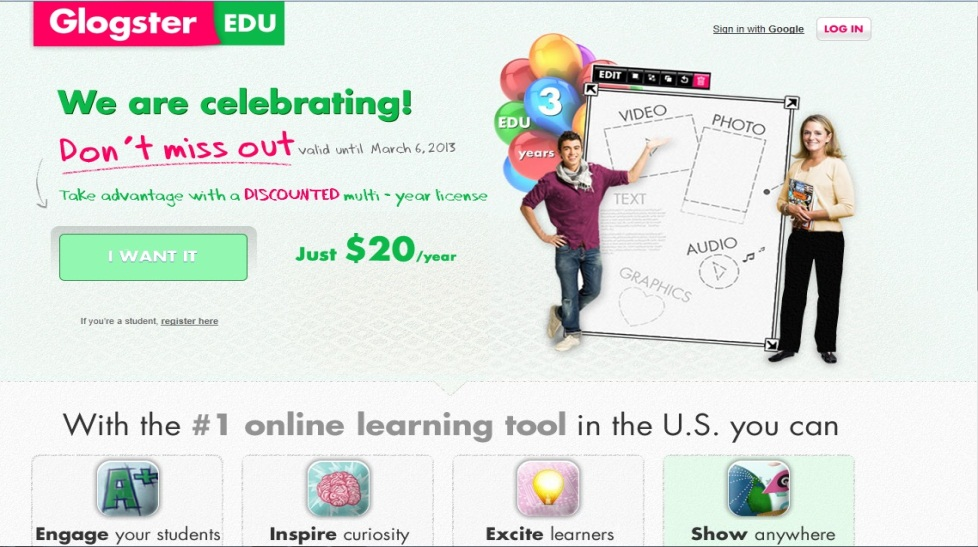 Glogster EDU
Sign in with Google
LOG IN
We are celebrating!
Don't miss out valid until March 6, 2013
Take advantage with a DISCOUNTED multi - year license
I WANT IT
Just $20/year
If you're a student, register here
EDU 3
years
EDIT
VIDEO
PHOTO
TEXT
AUDIO
GRAPHICS
With the #1 online learning tool in the U.S. you can
A+
Engage your students
Inspire curiosity
Excite learners
Show anywhere